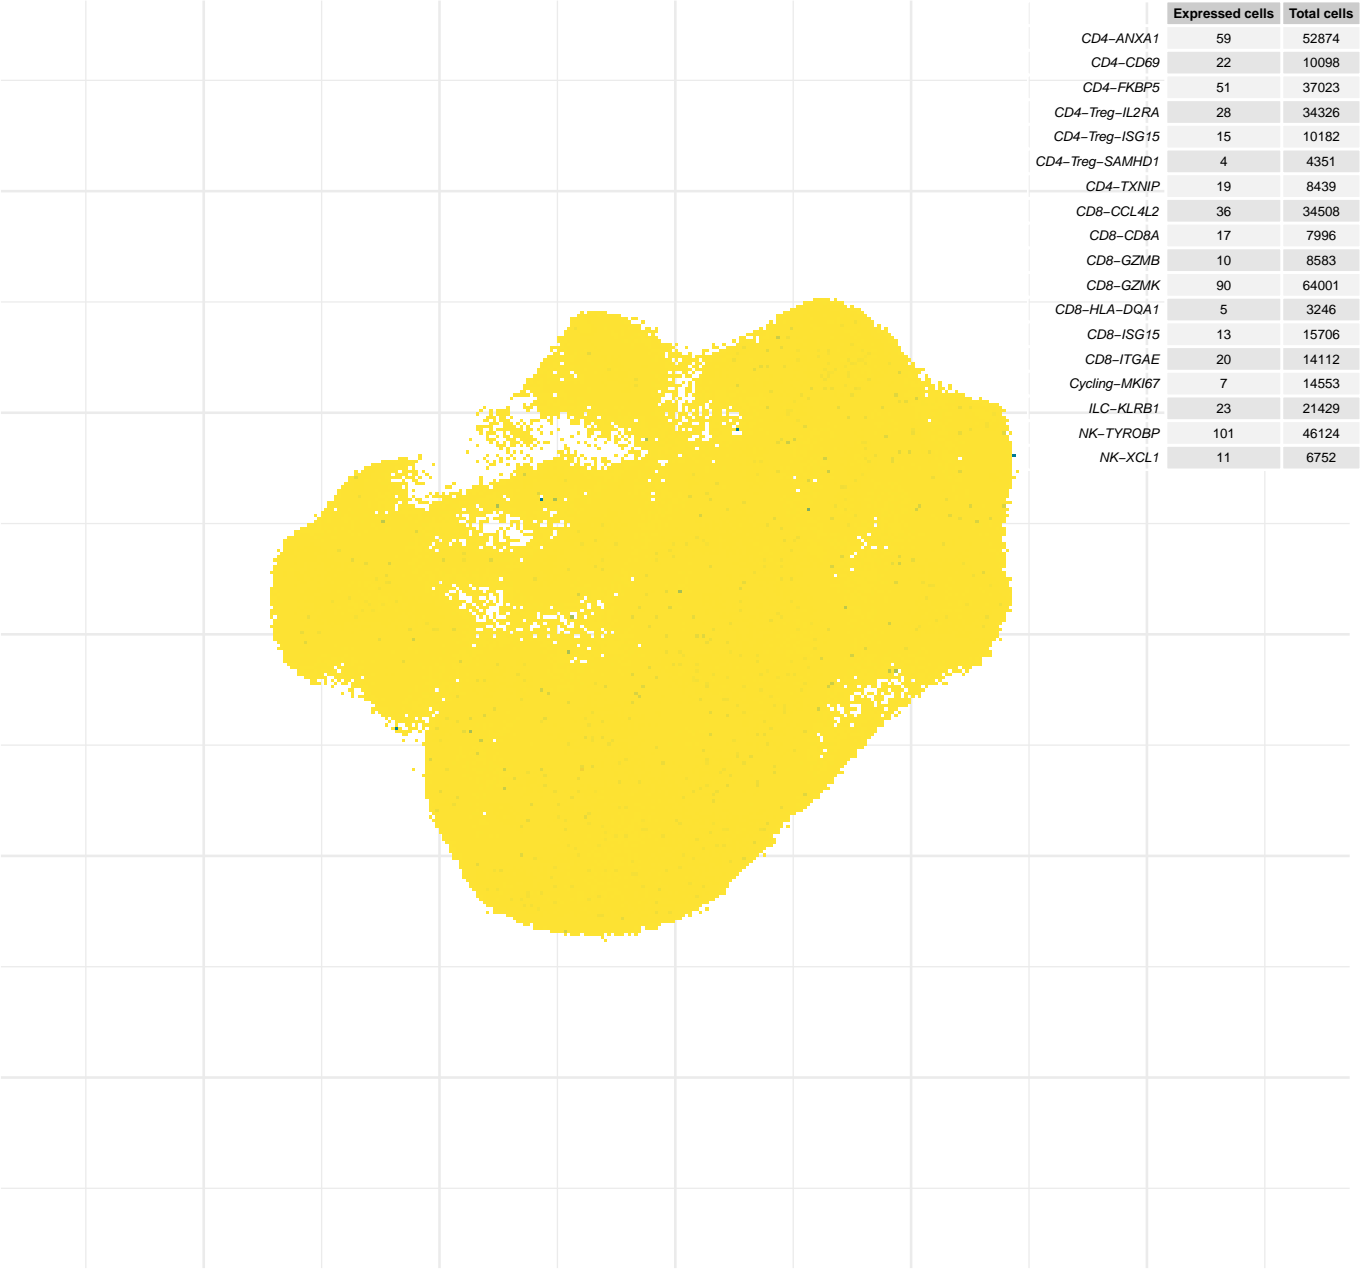 Expressed cells Total cells
CD4−ANXA1 59 52874
CD4−CD69 22 10098
CD4−FKBP5 51 37023
CD4−Treg−IL2RA 28 34326
CD4−Treg−ISG15 15 10182
CD4−Treg−SAMHD1 4 4351
CD4−TXNIP 19 8439
CD8−CCL4L2 36 34508
CD8−CD8A 17 7996
CD8−GZMB 10 8583
CD8−GZMK 90 64001
CD8−HLA−DQA1 5 3246
CD8−ISG15 13 15706
CD8−ITGAE 20 14112
Cycling−MKI67 7 14553
ILC−KLRB1 23 21429
NK−TYROBP 101 46124
NK−XCL1 11 6752